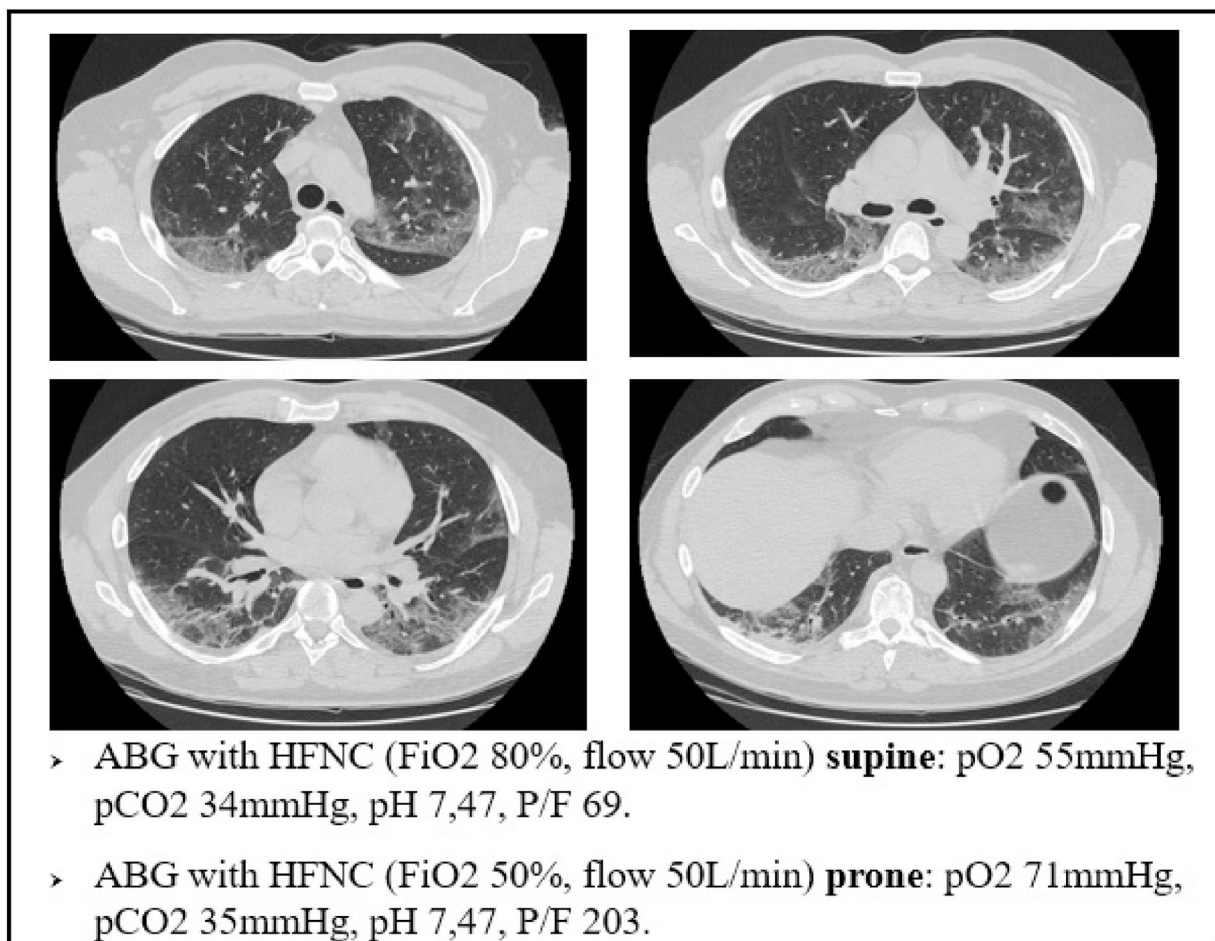 ➢ ABG with HFNC (FiO2 80%, flow 50L/min) supine: pO2 55mmHg,
pCO2 34mmHg, pH 7,47, P/F 69.
➢ ABG with HFNC (FiO2 50%, flow 50L/min) prone: pO2 71mmHg,
pCO2 35mmHg, pH 7,47, P/F 203.